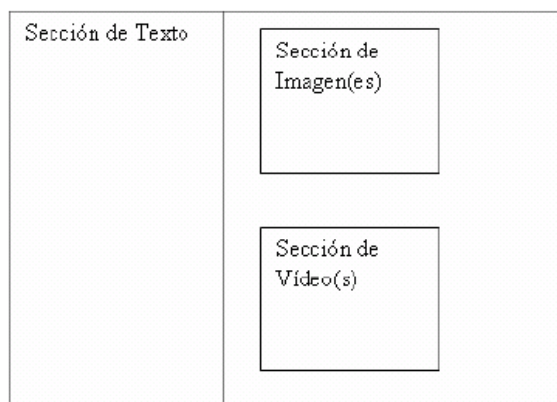 Sección de Texto
Sección de
Imagen(es)
Sección de
Vídeo(s)